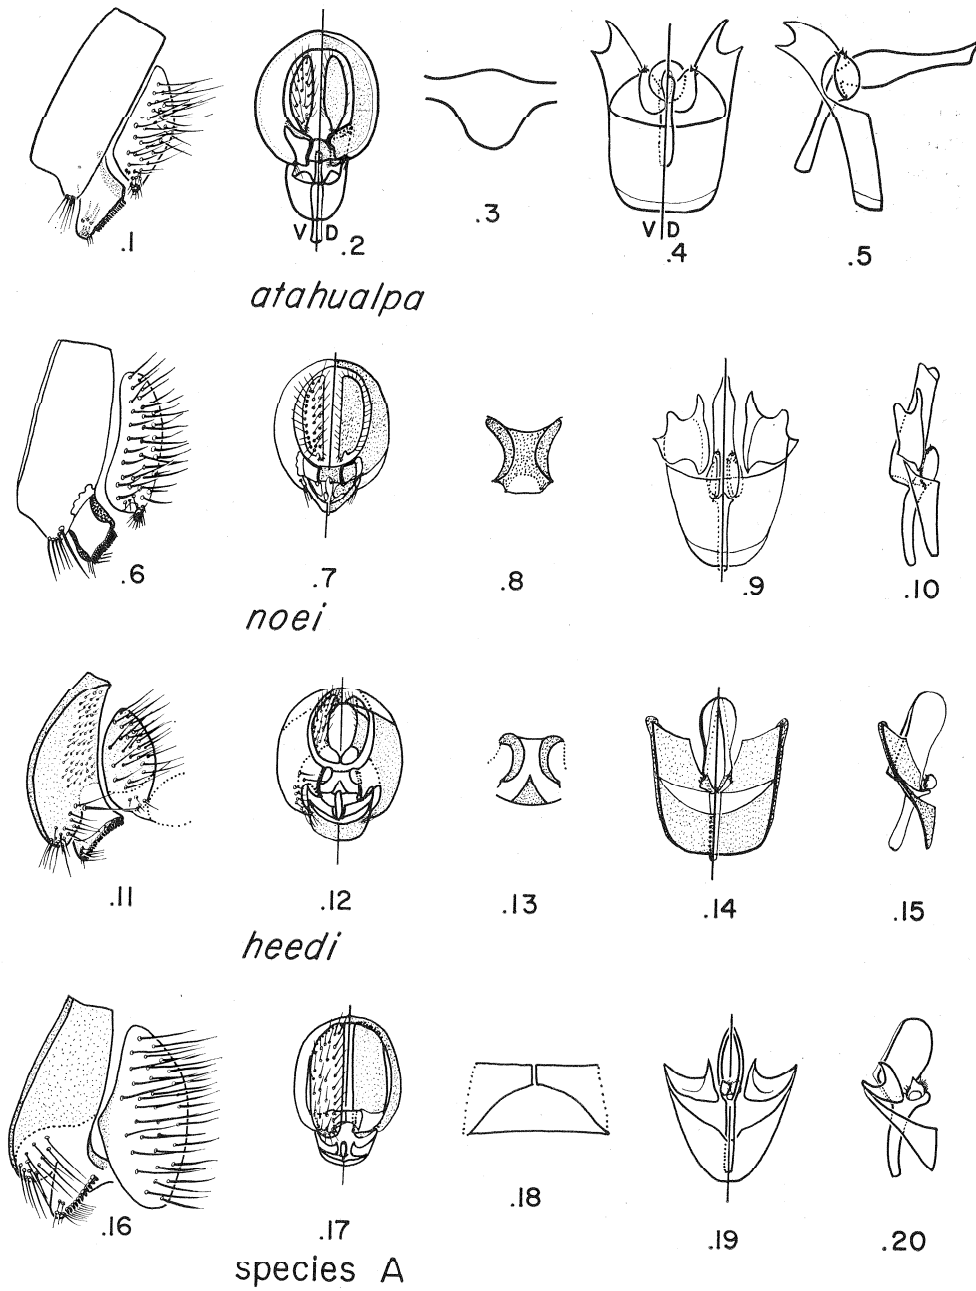 .1 V D .2 .3 V D .4 .5
atahualpa
.6 .7 .8 .9 .10
noei
.11 .12 .13 .14 .15
heedi
.16 .17 .18 .19 .20
species A